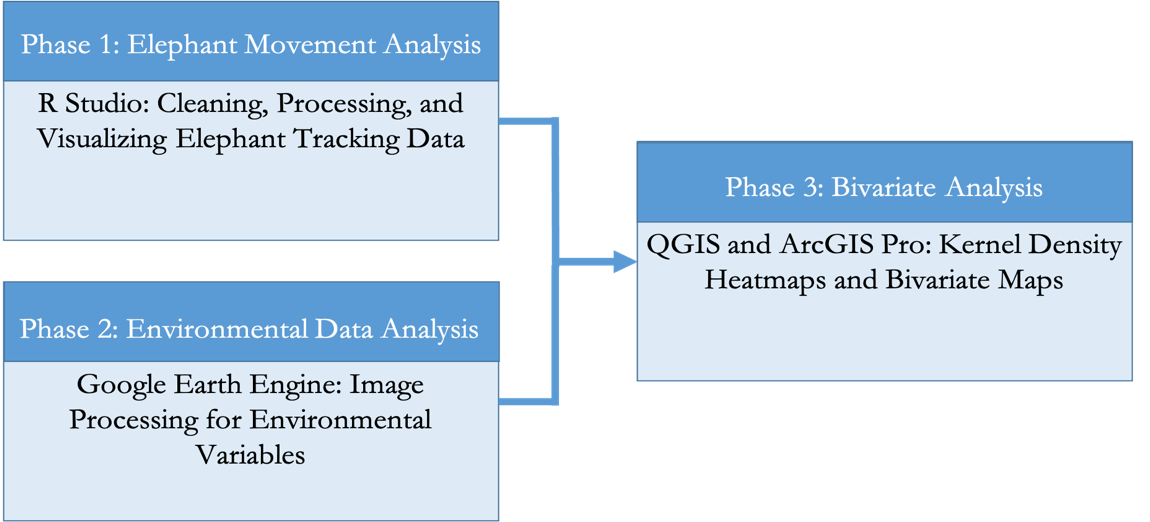 Phase 1: Elephant Movement Analysis
R Studio: Cleaning, Processing, and
Visualizing Elephant Tracking Data
Phase 2: Environmental Data Analysis
Google Earth Engine: Image
Processing for Environmental
Variables
Phase 3: Bivariate Analysis
QGIS and ArcGIS Pro: Kernel Density
Heatmaps and Bivariate Maps